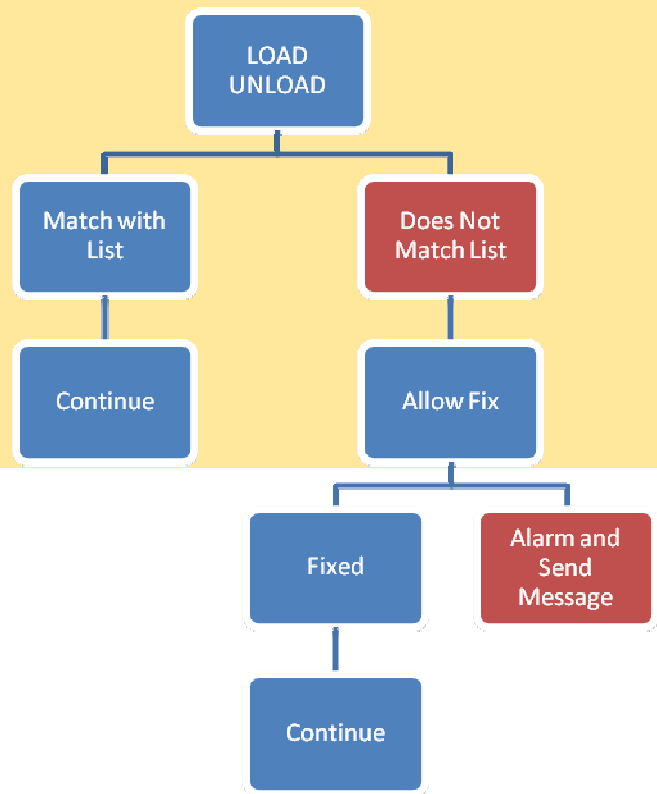 LOAD
UNLOAD
Match with
List
Does Not
Match List
Continue
Allow Fix
Fixed
Alarm and
Send
Message
Continue